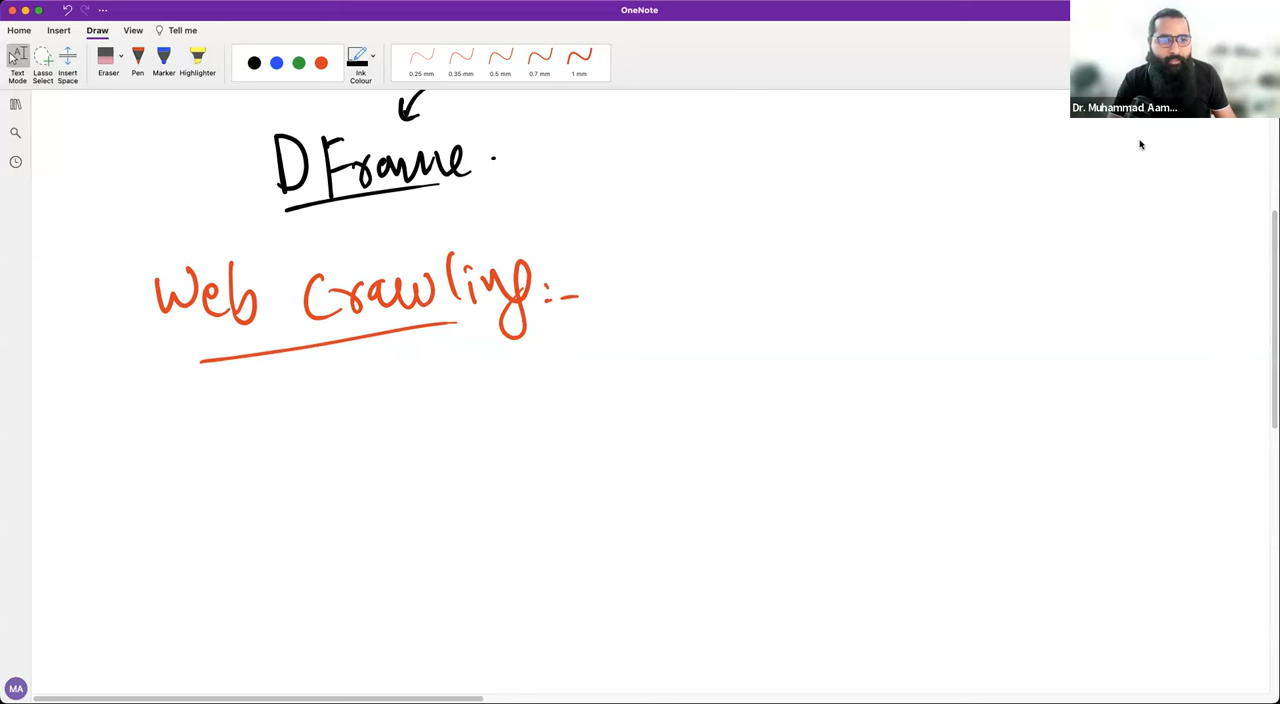 OneNote
Home Insert Draw View Tell me
Text Mode
Lasso Select
Insert Space
Eraser
Pen
Marker
Highlighter
Ink Colour
0.25 mm
0.35 mm
0.5 mm
0.7 mm
1 mm
Dr. Muhammad Aam...
DFrame.
Web Crawling:-
MA